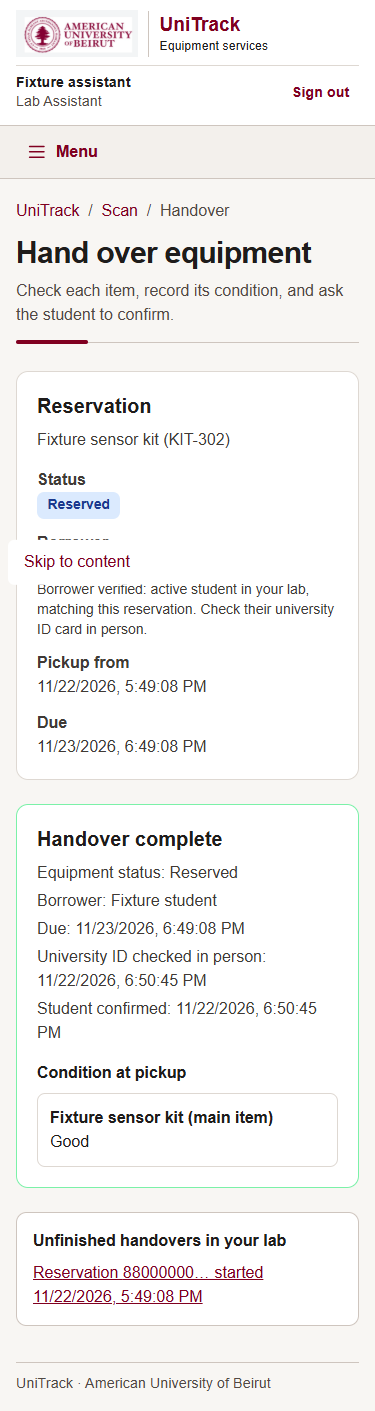 AMERICAN
UNIVERSITY
OF BEIRUT
UniTrack
Equipment services
Fixture assistant
Lab Assistant
Sign out
Menu
UniTrack / Scan / Handover
Hand over equipment
Check each item, record its condition, and ask
the student to confirm.
Reservation
Fixture sensor kit (KIT-302)
Status
Reserved
Skip to content
Borrower verified: active student in your lab,
matching this reservation. Check their university
ID card in person.
Pickup from
11/22/2026, 5:49:08 PM
Due
11/23/2026, 6:49:08 PM
Handover complete
Equipment status: Reserved
Borrower: Fixture student
Due: 11/23/2026, 6:49:08 PM
University ID checked in person:
11/22/2026, 6:50:45 PM
Student confirmed: 11/22/2026, 6:50:45
PM
Condition at pickup
Fixture sensor kit (main item)
Good
Unfinished handovers in your lab
Reservation 88000000… started
11/22/2026, 5:49:08 PM
UniTrack · American University of Beirut